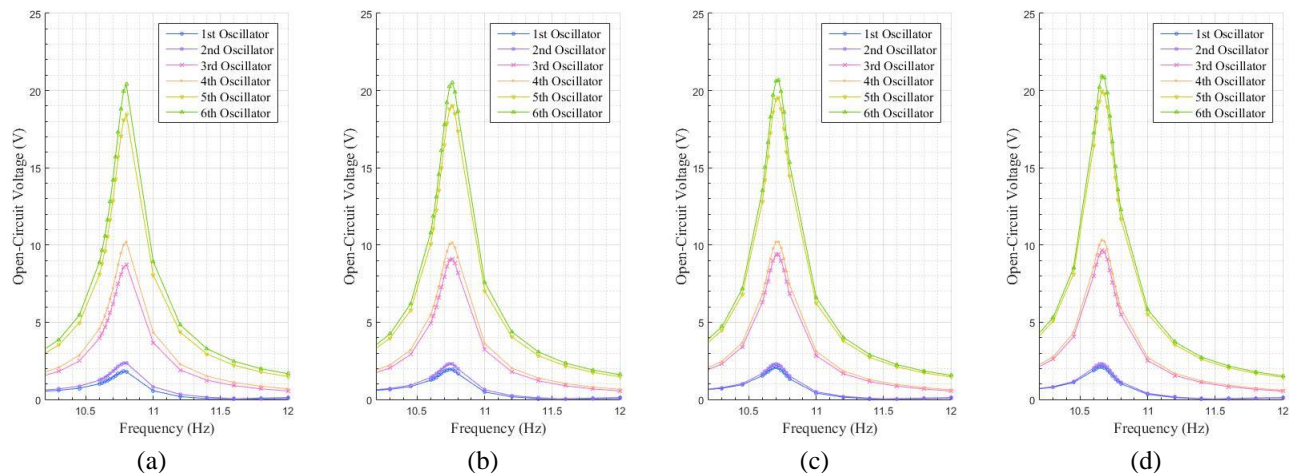 25
20
15
10
5
0
Open-Circuit Voltage (V)
1st Oscillator
2nd Oscillator
3rd Oscillator
4th Oscillator
5th Oscillator
6th Oscillator
10.5 11 11.5 12
Frequency (Hz)
(a)
25
20
15
10
5
0
Open-Circuit Voltage (V)
1st Oscillator
2nd Oscillator
3rd Oscillator
4th Oscillator
5th Oscillator
6th Oscillator
10.5 11 11.5 12
Frequency (Hz)
(b)
25
20
15
10
5
0
Open-Circuit Voltage (V)
1st Oscillator
2nd Oscillator
3rd Oscillator
4th Oscillator
5th Oscillator
6th Oscillator
10.5 11 11.5 12
Frequency (Hz)
(c)
25
20
15
10
5
0
Open-Circuit Voltage (V)
1st Oscillator
2nd Oscillator
3rd Oscillator
4th Oscillator
5th Oscillator
6th Oscillator
10.5 11 11.5 12
Frequency (Hz)
(d)